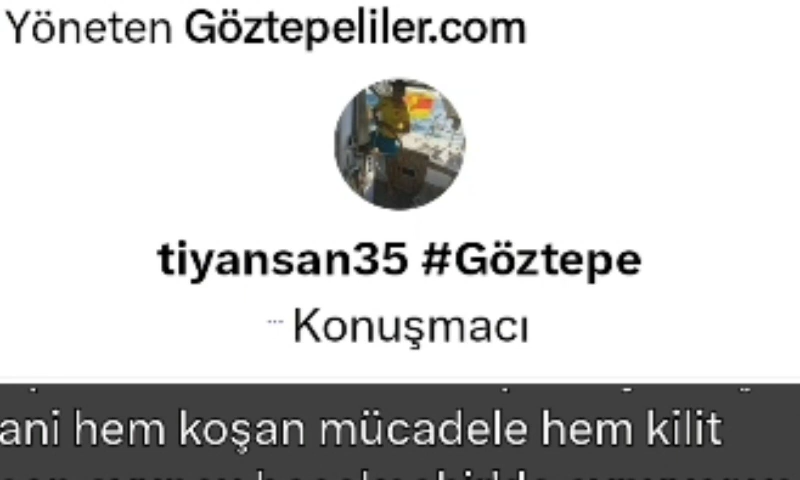 Yöneten Göztepeliler.com
tiyansan35 #Göztepe
Konuşmacı
ani hem koşan mücadele hem kilit